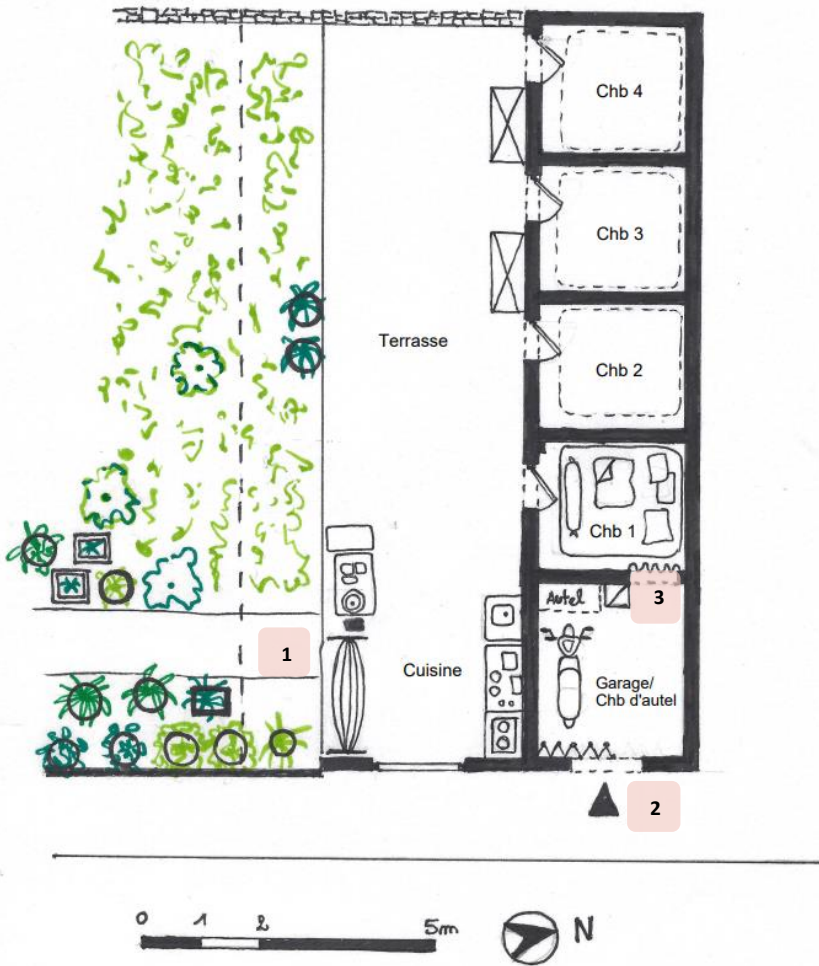 Chb 4
Chb 3
Terrasse
Chb 2
Chb 1
Autel
3
1
Cuisine
Garage/
Chb d'autel
2
0 1 2 5m
N